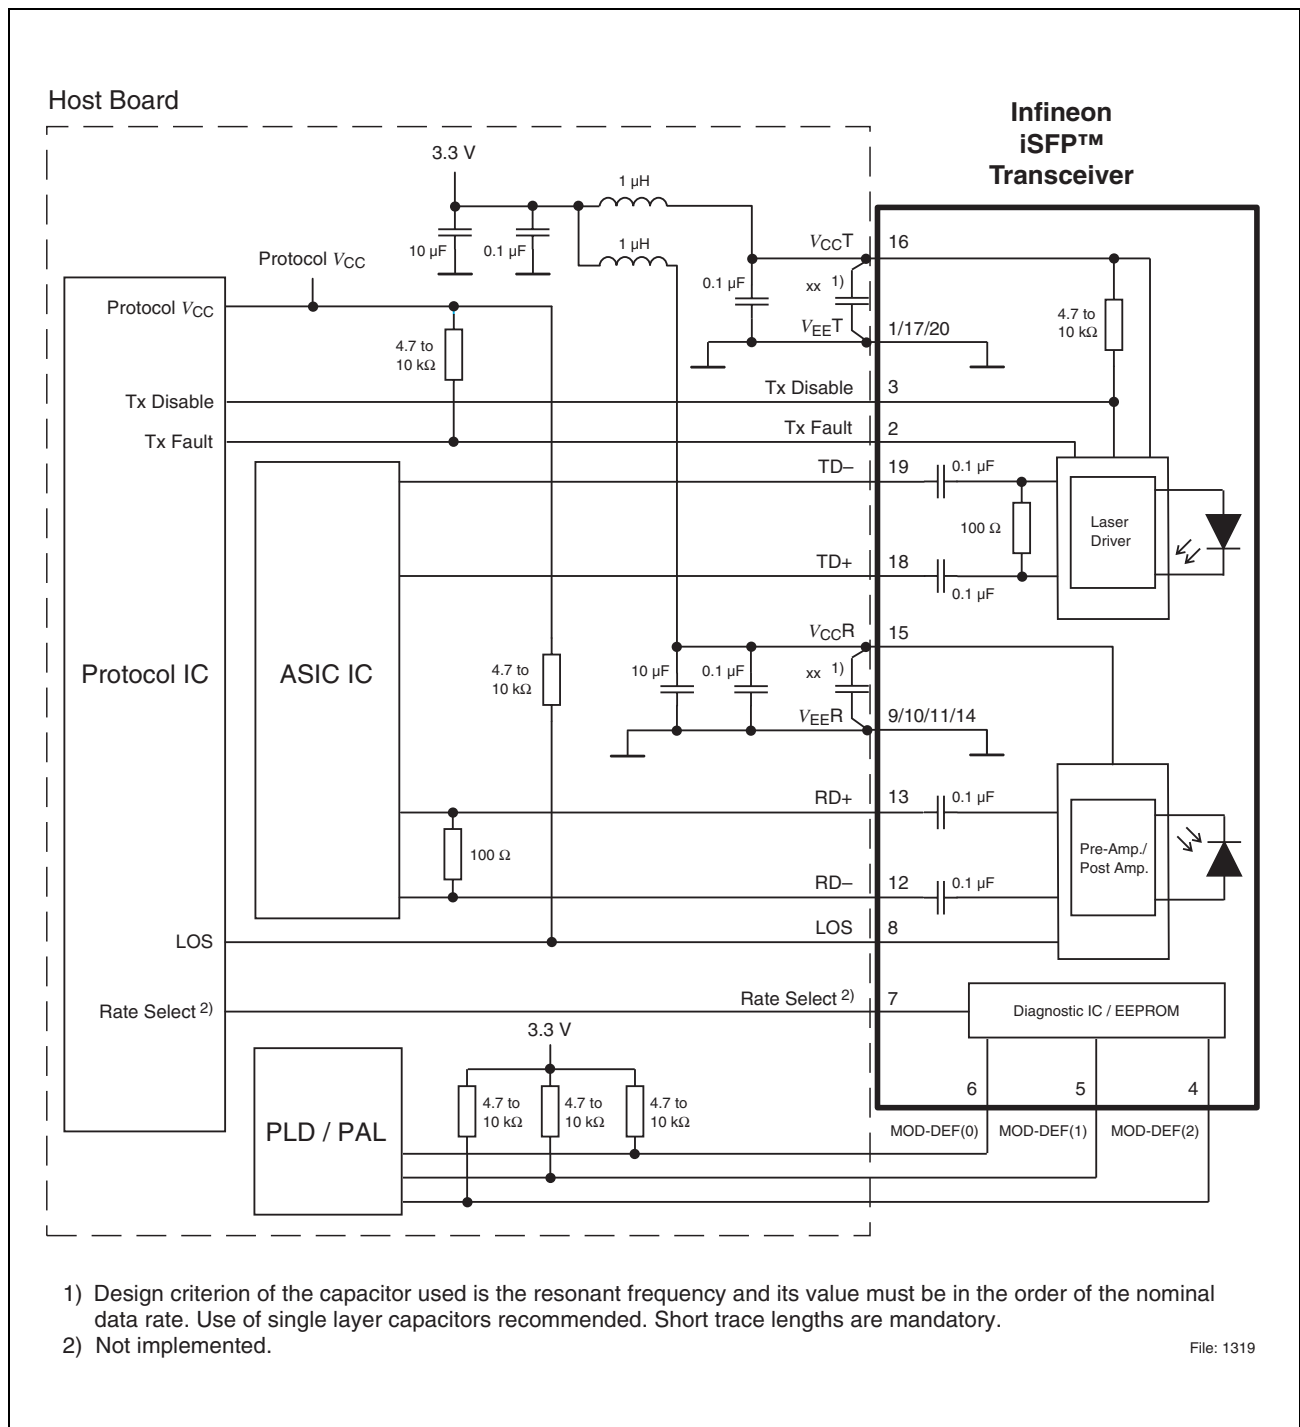 Host Board
Infineon
iSFP™
Transceiver
3.3 V
1 µH
10 µF
0.1 µF
1 µH
Protocol VCC
VCCT
16
0.1 µF
xx 1)
4.7 to
10 kΩ
Protocol VCC
4.7 to
10 kΩ
VEET
1/17/20
Tx Disable
Tx Disable
3
Tx Fault
Tx Fault
2
TD–
19
0.1 µF
100 Ω
Laser
Driver
TD+
18
0.1 µF
VCCR
15
Protocol IC
ASIC IC
4.7 to
10 kΩ
10 µF
0.1 µF
xx 1)
VEER
9/10/11/14
RD+
13
0.1 µF
100 Ω
Pre-Amp./
Post Amp.
RD–
12
0.1 µF
LOS
LOS
8
Rate Select 2)
Rate Select 2)
7
Diagnostic IC / EEPROM
3.3 V
6
5
4
PLD / PAL
4.7 to
10 kΩ
4.7 to
10 kΩ
4.7 to
10 kΩ
MOD-DEF(0)
MOD-DEF(1)
MOD-DEF(2)
1) Design criterion of the capacitor used is the resonant frequency and its value must be in the order of the nominal
data rate. Use of single layer capacitors recommended. Short trace lengths are mandatory.
2) Not implemented.
File: 1319